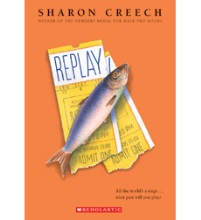 SHARON CREECH
WINNER OF THE NEWBERY MEDAL FOR WALK TWO MOONS
REPLAY
ADMIT ONE
ADMIT ONE
All the world's a stage . . .
what part will you play?
SCHOLASTIC